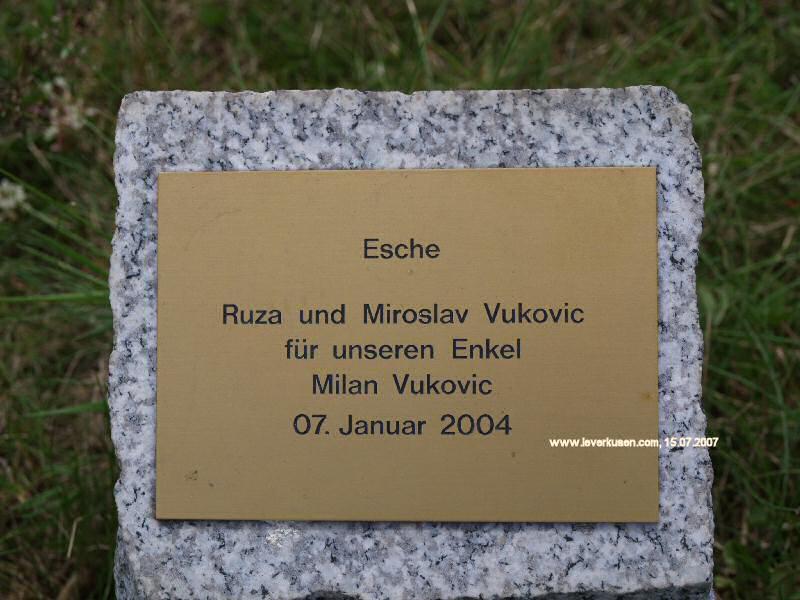 Esche
Ruza und Miroslav Vukovic
für unseren Enkel
Milan Vukovic
07. Januar 2004
www.leverkusen.com, 15.07.2007